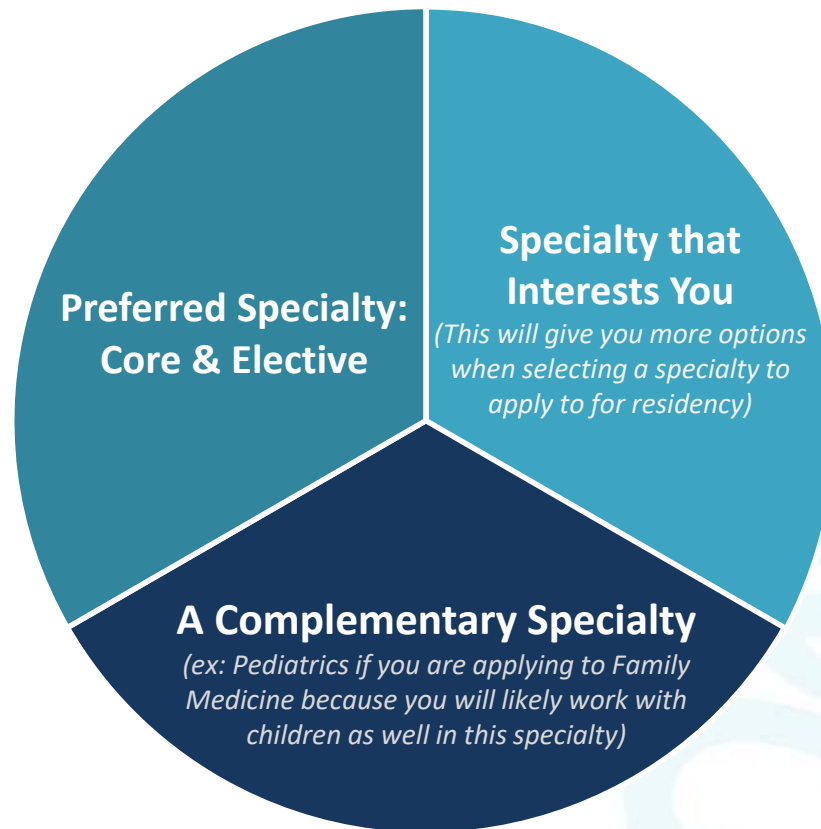 Preferred Specialty:
Core & Elective
Specialty that
Interests You
(This will give you more options
when selecting a specialty to
apply to for residency)
A Complementary Specialty
(ex: Pediatrics if you are applying to Family
Medicine because you will likely work with
children as well in this specialty)